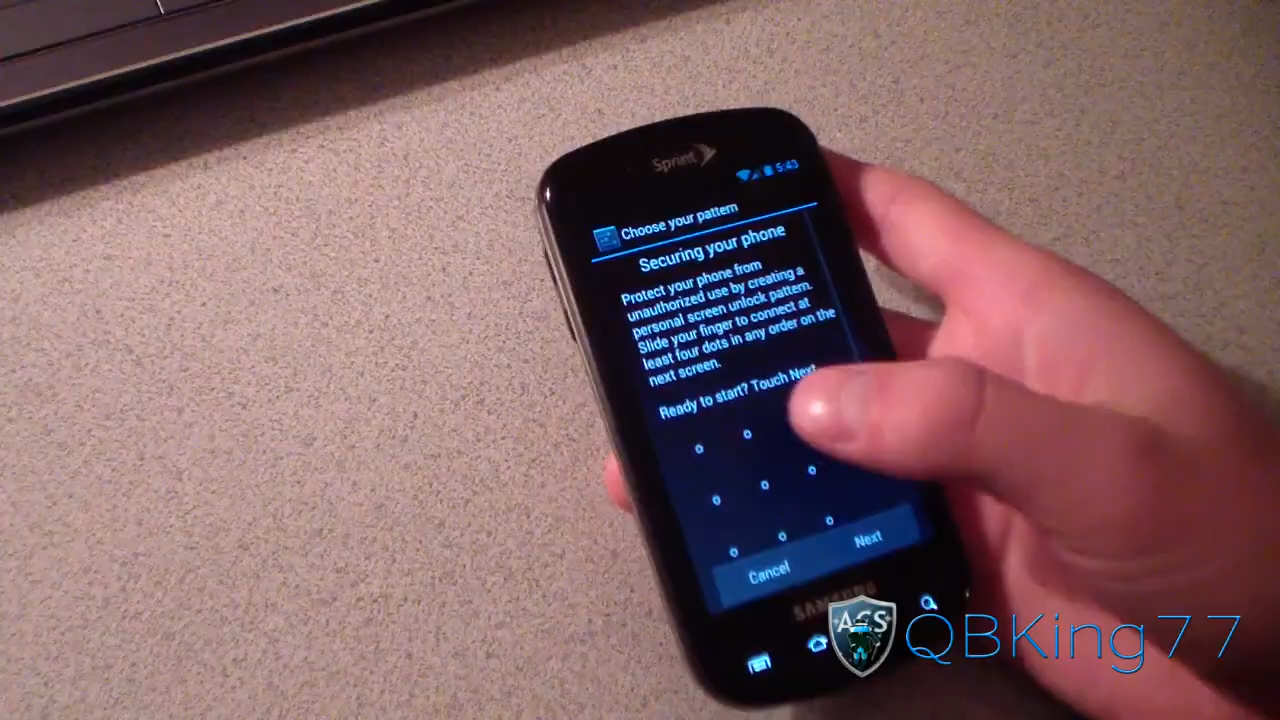 Sprint
5:43
Choose your pattern
Securing your phone
Protect your phone from
unauthorized use by creating a
personal screen unlock pattern.
Slide your finger to connect at
least four dots in any order on the
next screen.
Ready to start? Touch Next
Cancel
Next
SAMSUNG
ACS
QBKing77